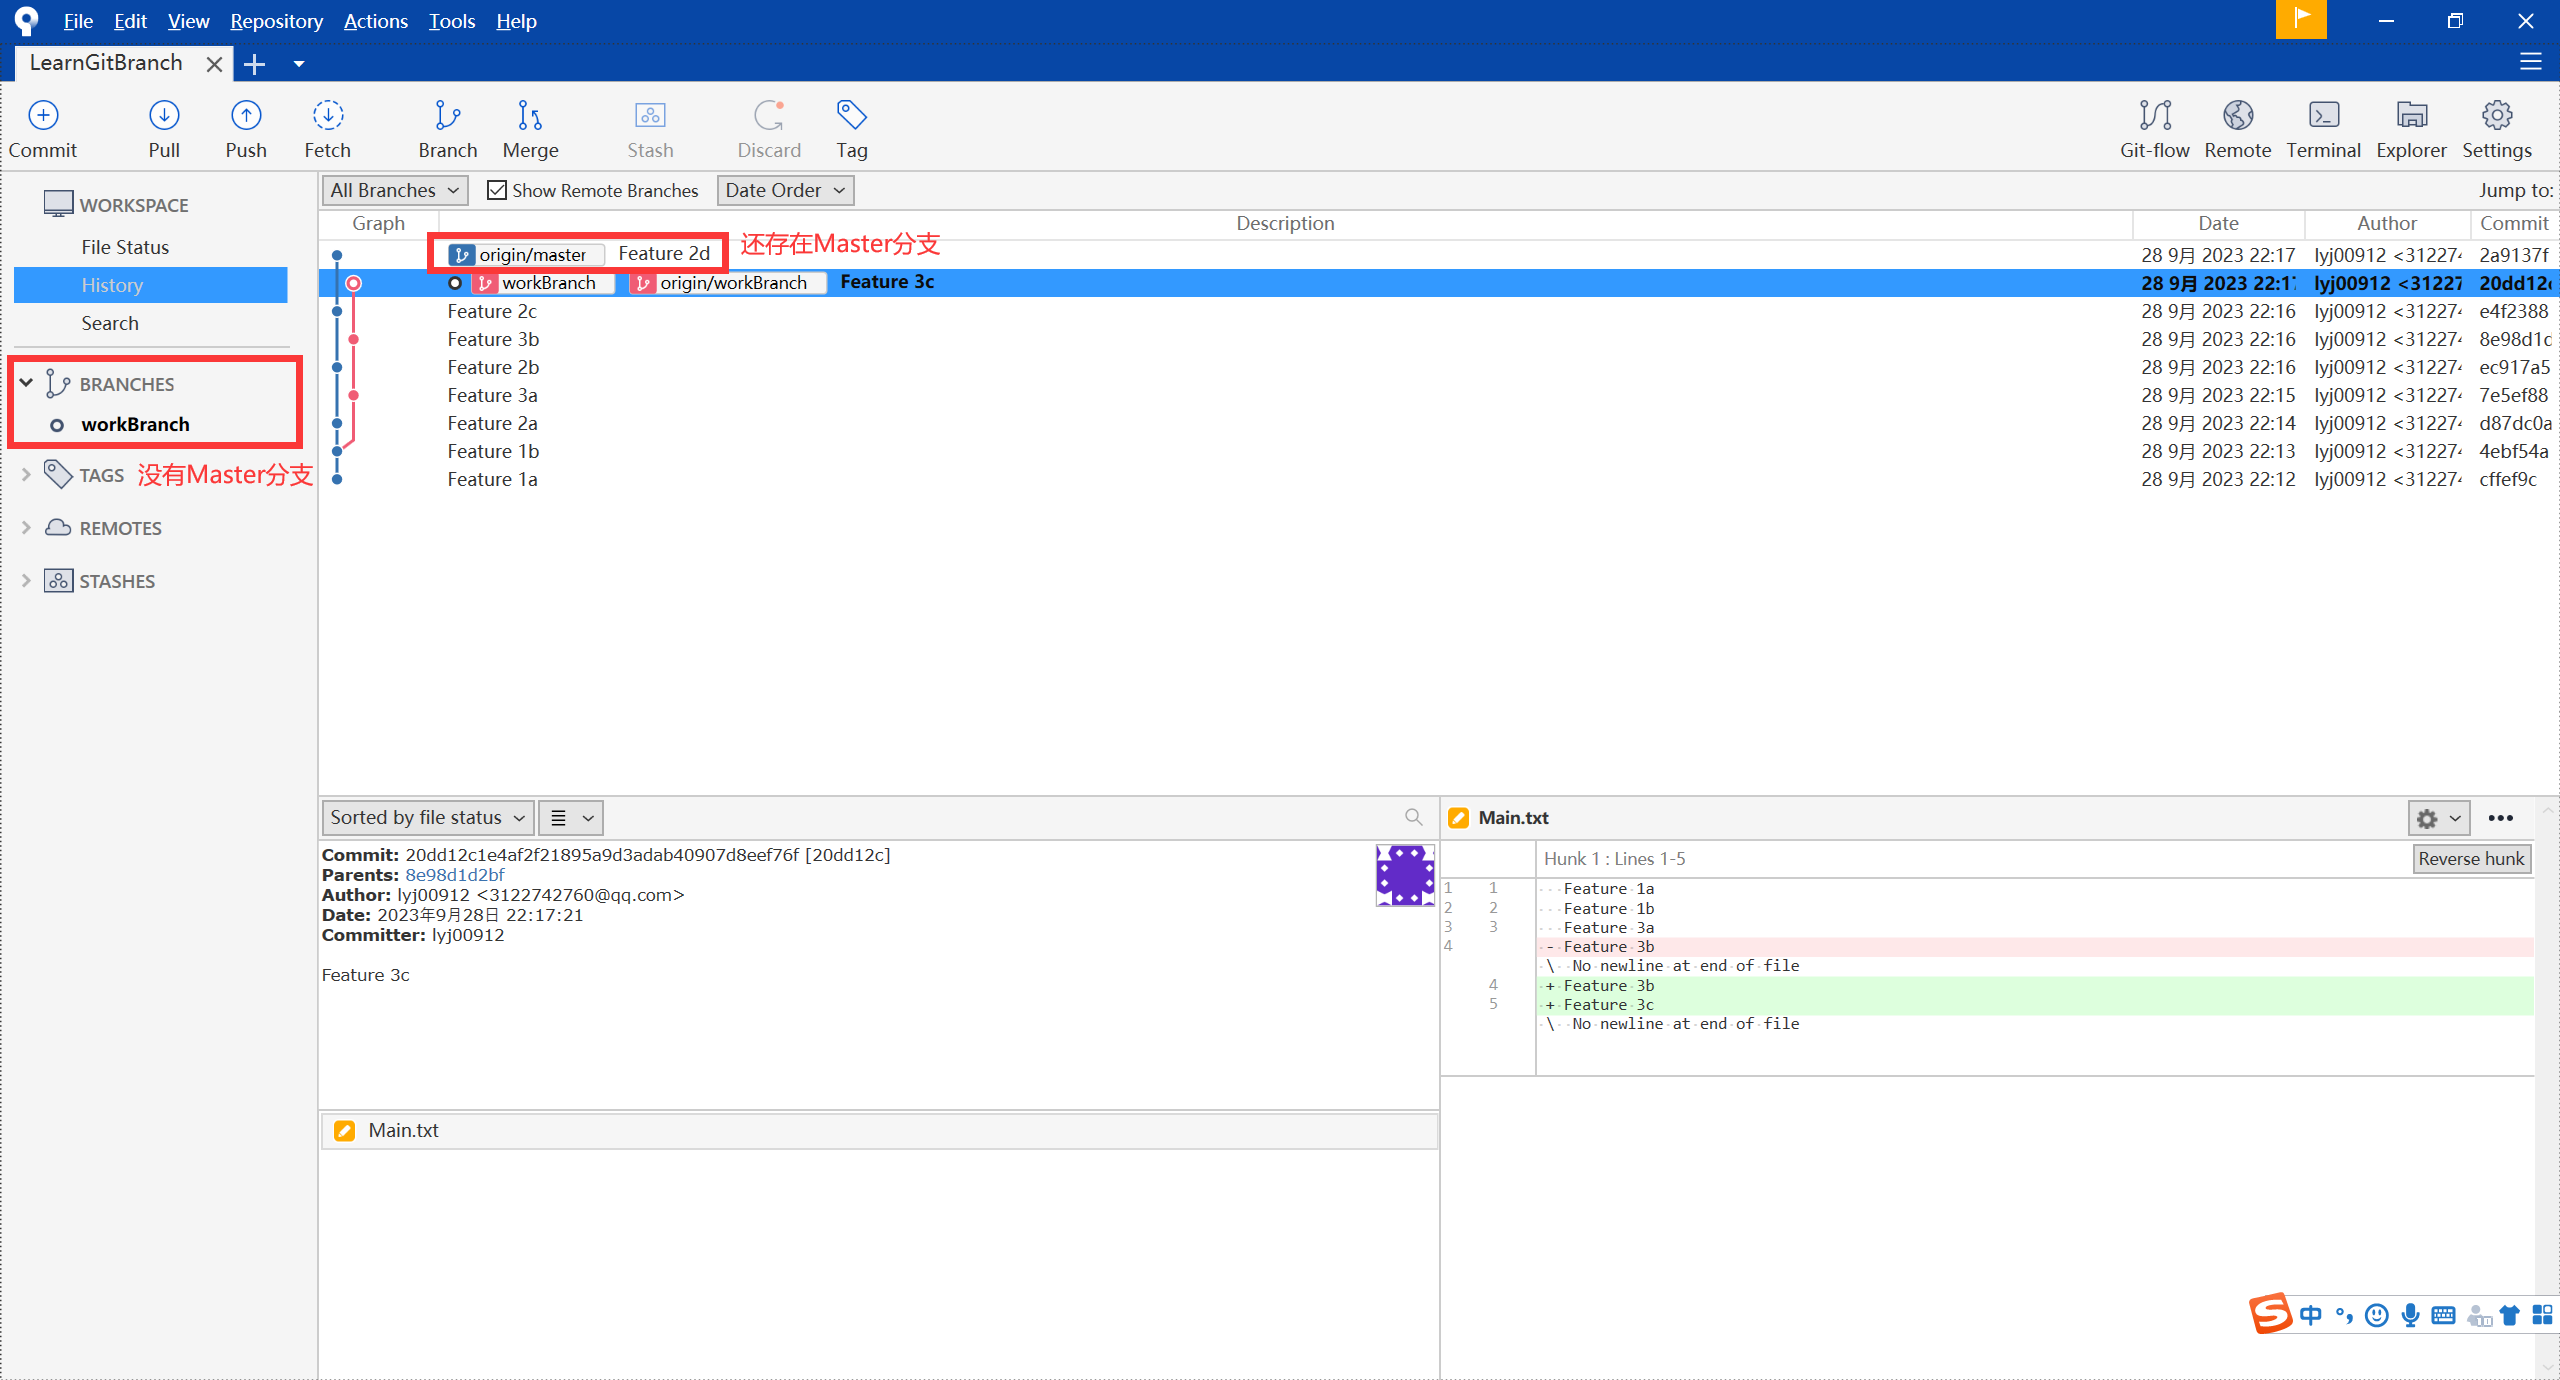 File Edit View Repository Actions Tools Help
LearnGitBranch
Commit Pull Push Fetch Branch Merge Stash Discard Tag Git-flow Remote Terminal Explorer Settings
WORKSPACE
File Status
History
Search
BRANCHES
workBranch
TAGS 没有Master分支
REMOTES
STASHES
All Branches Show Remote Branches Date Order Jump to:
Graph Description Date Author Commit
origin/master Feature 2d 还存在Master分支 28 9月 2023 22:17 lyj00912 <31227 2a9137f
workBranch origin/workBranch Feature 3c 28 9月 2023 22:1 lyj00912 <31227 20dd12
Feature 2c 28 9月 2023 22:16 lyj00912 <31227 e4f2388
Feature 3b 28 9月 2023 22:16 lyj00912 <31227 8e98d1
Feature 2b 28 9月 2023 22:16 lyj00912 <31227 ec917a5
Feature 3a 28 9月 2023 22:15 lyj00912 <31227 7e5ef88
Feature 2a 28 9月 2023 22:14 lyj00912 <31227 d87dc0a
Feature 1b 28 9月 2023 22:13 lyj00912 <31227 4ebf54a
Feature 1a 28 9月 2023 22:12 lyj00912 <31227 cffef9c
Sorted by file status
Commit: 20dd12c1e4af2f21895a9d3adab40907d8eef76f [20dd12c]
Parents: 8e98d1d2bf
Author: lyj00912 <3122742760@qq.com>
Date: 2023年9月28日 22:17:21
Committer: lyj00912
Feature 3c
Main.txt
Main.txt
Hunk 1 : Lines 1-5 Reverse hunk
1 1 Feature 1a
2 2 Feature 1b
3 3 Feature 3a
4 - Feature 3b
\ No newline at end of file
4 + Feature 3b
5 + Feature 3c
\ No newline at end of file
S 中